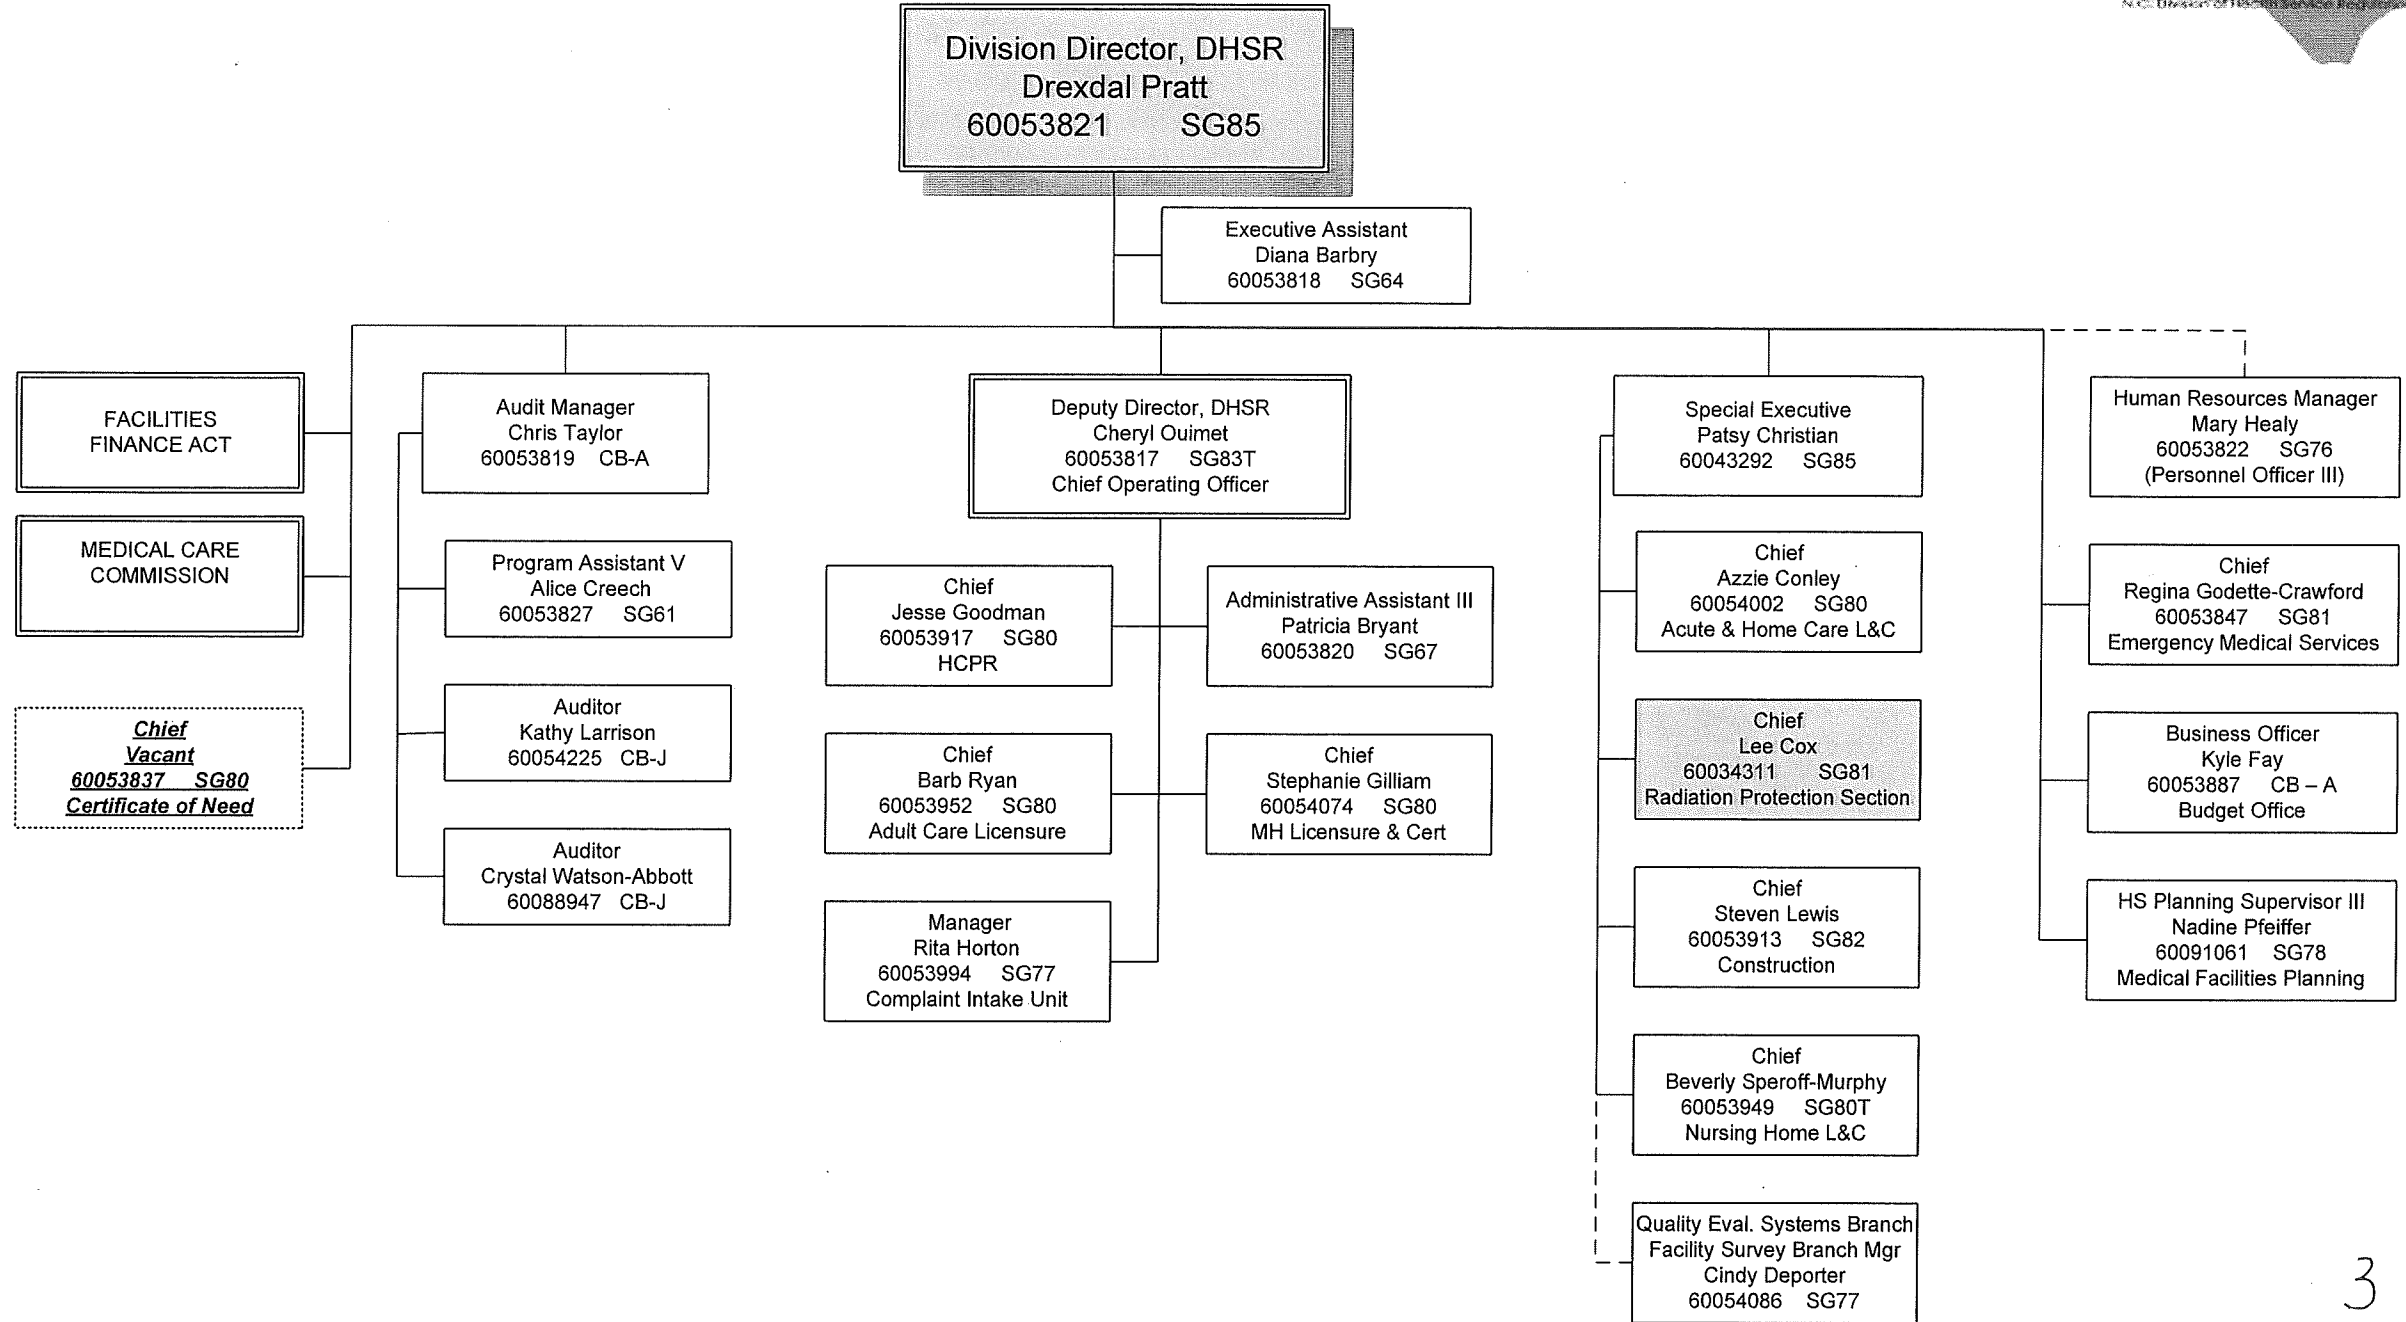 N.C. Division of Health Service Regulation
Division Director, DHSR
Drexdal Pratt
60053821 SG85
Executive Assistant
Diana Barbry
60053818 SG64
FACILITIES
FINANCE ACT
MEDICAL CARE
COMMISSION
Chief
Vacant
60053837 SG80
Certificate of Need
Audit Manager
Chris Taylor
60053819 CB-A
Program Assistant V
Alice Creech
60053827 SG61
Auditor
Kathy Larrison
60054225 CB-J
Auditor
Crystal Watson-Abbott
60088947 CB-J
Deputy Director, DHSR
Cheryl Ouimet
60053817 SG83T
Chief Operating Officer
Chief
Jesse Goodman
60053917 SG80
HCPR
Administrative Assistant III
Patricia Bryant
60053820 SG67
Chief
Barb Ryan
60053952 SG80
Adult Care Licensure
Chief
Stephanie Gilliam
60054074 SG80
MH Licensure & Cert
Manager
Rita Horton
60053994 SG77
Complaint Intake Unit
Special Executive
Patsy Christian
60043292 SG85
Chief
Azzie Conley
60054002 SG80
Acute & Home Care L&C
Chief
Lee Cox
60034311 SG81
Radiation Protection Section
Chief
Steven Lewis
60053913 SG82
Construction
Chief
Beverly Speroff-Murphy
60053949 SG80T
Nursing Home L&C
Quality Eval. Systems Branch
Facility Survey Branch Mgr
Cindy Deporter
60054086 SG77
Human Resources Manager
Mary Healy
60053822 SG76
(Personnel Officer III)
Chief
Regina Godette-Crawford
60053847 SG81
Emergency Medical Services
Business Officer
Kyle Fay
60053887 CB – A
Budget Office
HS Planning Supervisor III
Nadine Pfeiffer
60091061 SG78
Medical Facilities Planning
3